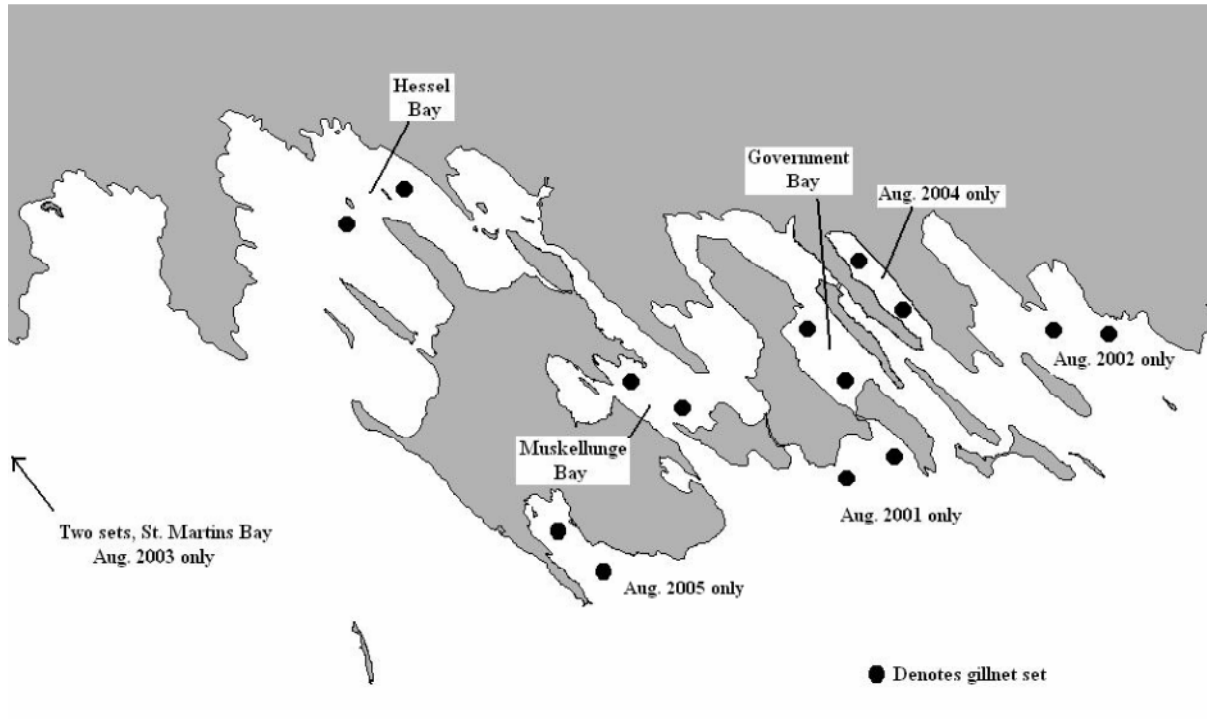 Hessel
Bay
Government
Bay
Aug. 2004 only
Aug. 2002 only
Muskellunge
Bay
Aug. 2001 only
Two sets, St. Martins Bay
Aug. 2003 only
Aug. 2005 only
Denotes gillnet set